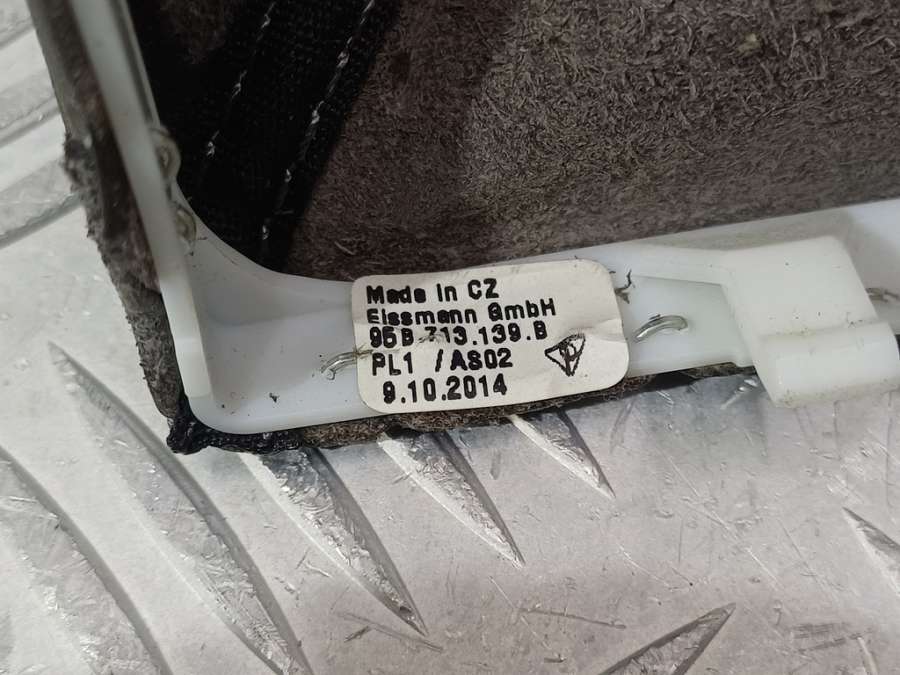 Made in CZ
Eissmann GmbH
95B.713.139.B
PL1 /AS02
9.10.2014